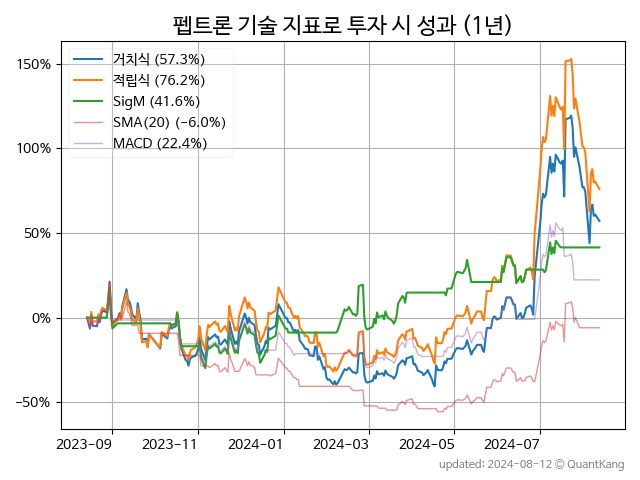 펩트론 기술 지표로 투자 시 성과 (1년)
거치식 (57.3%)
적립식 (76.2%)
SigM (41.6%)
SMA(20) (−6.0%)
MACD (22.4%)
150%
100%
50%
0%
−50%
2023-09 2023-11 2024-01 2024-03 2024-05 2024-07
updated: 2024-08-12 © QuantKang